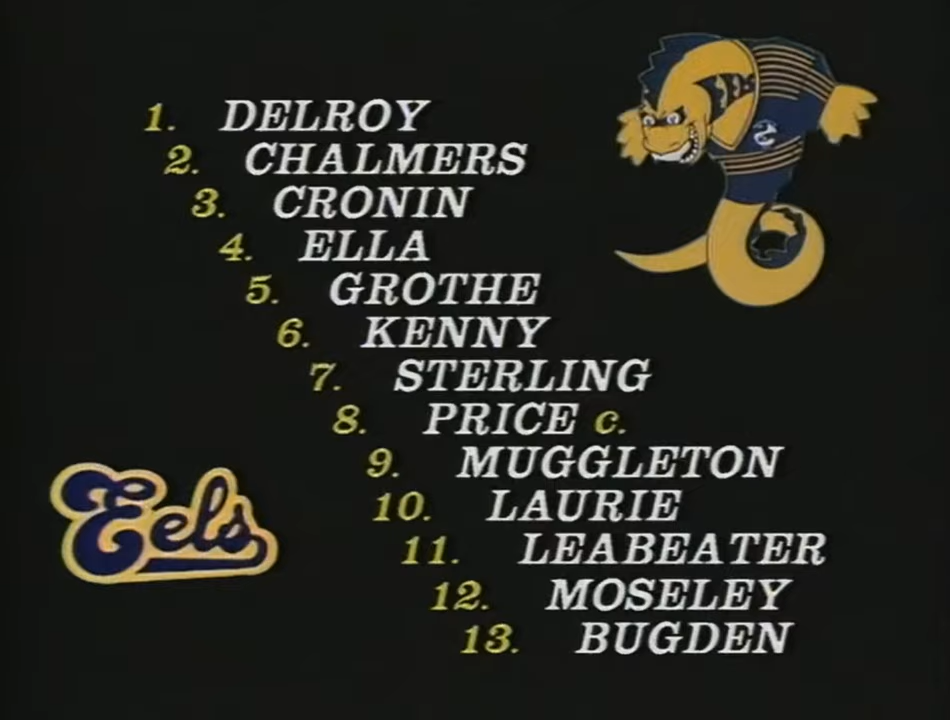 1. DELROY
2. CHALMERS
3. CRONIN
4. ELLA
5. GROTHE
6. KENNY
7. STERLING
8. PRICE c.
9. MUGGLETON
10. LAURIE
11. LEABEATER
12. MOSELEY
13. BUGDEN
Eels